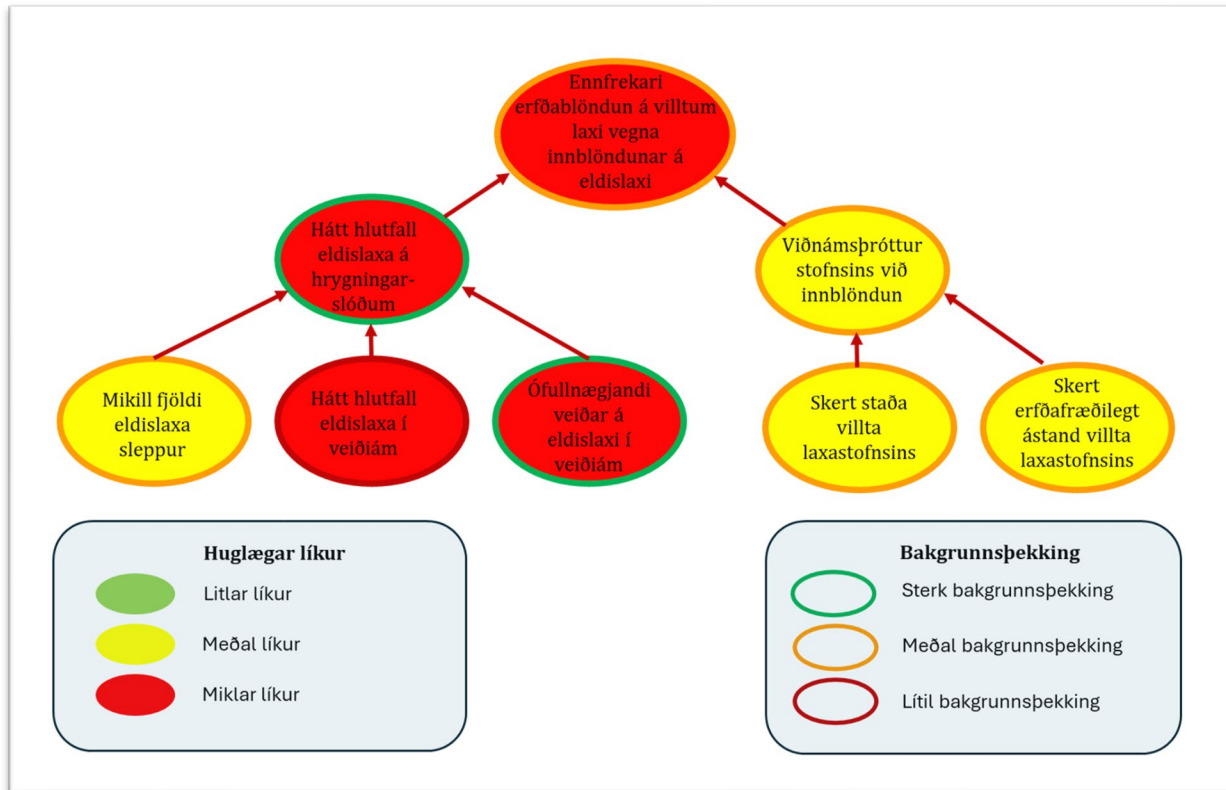 Ennfrekari
erfðablöndun á villtum
laxi vegna
innblöndunar á
eldislaxi
Hátt hlutfall
eldislaxa á
hrygningar-
slóðum
Viðnámsþróttur
stofnsins við
innblöndun
Mikill fjöldi
eldislaxa
sleppur
Hátt hlutfall
eldislaxa í
veiðiám
Ófullnægjandi
veiðar á
eldislaxi í
veiðiám
Skert staða
villta
laxastofnsins
Skert
erfðafræðilegt
ástand villta
laxastofnsins
Huglægar líkur
Litlar líkur
Meðal líkur
Miklar líkur
Bakgrunnsþekking
Sterk bakgrunnsþekking
Meðal bakgrunnsþekking
Lítil bakgrunnsþekking